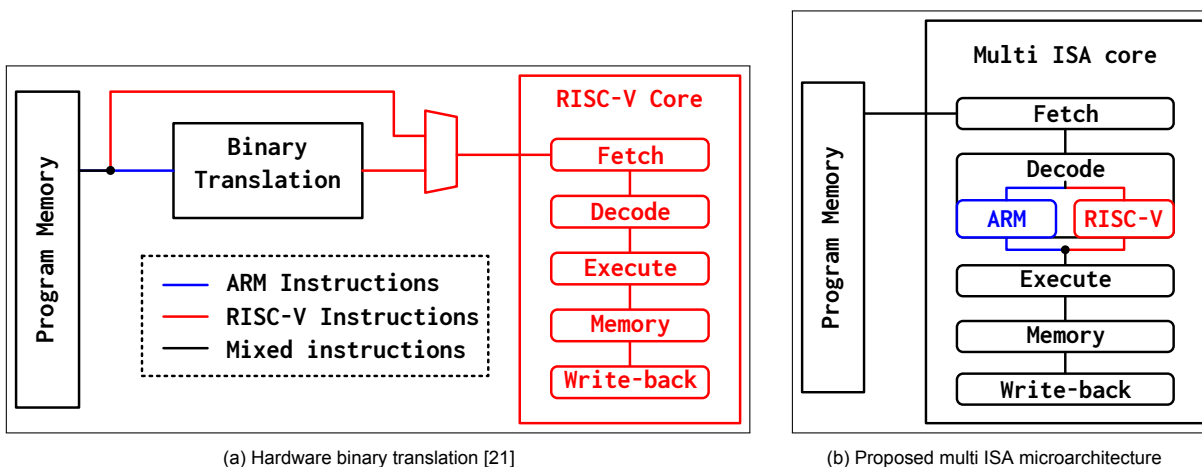 Program Memory
Binary
Translation
ARM Instructions
RISC-V Instructions
Mixed instructions
RISC-V Core
Fetch
Decode
Execute
Memory
Write-back
(a) Hardware binary translation [21]
Program Memory
Multi ISA core
Fetch
Decode
ARM
RISC-V
Execute
Memory
Write-back
(b) Proposed multi ISA microarchitecture